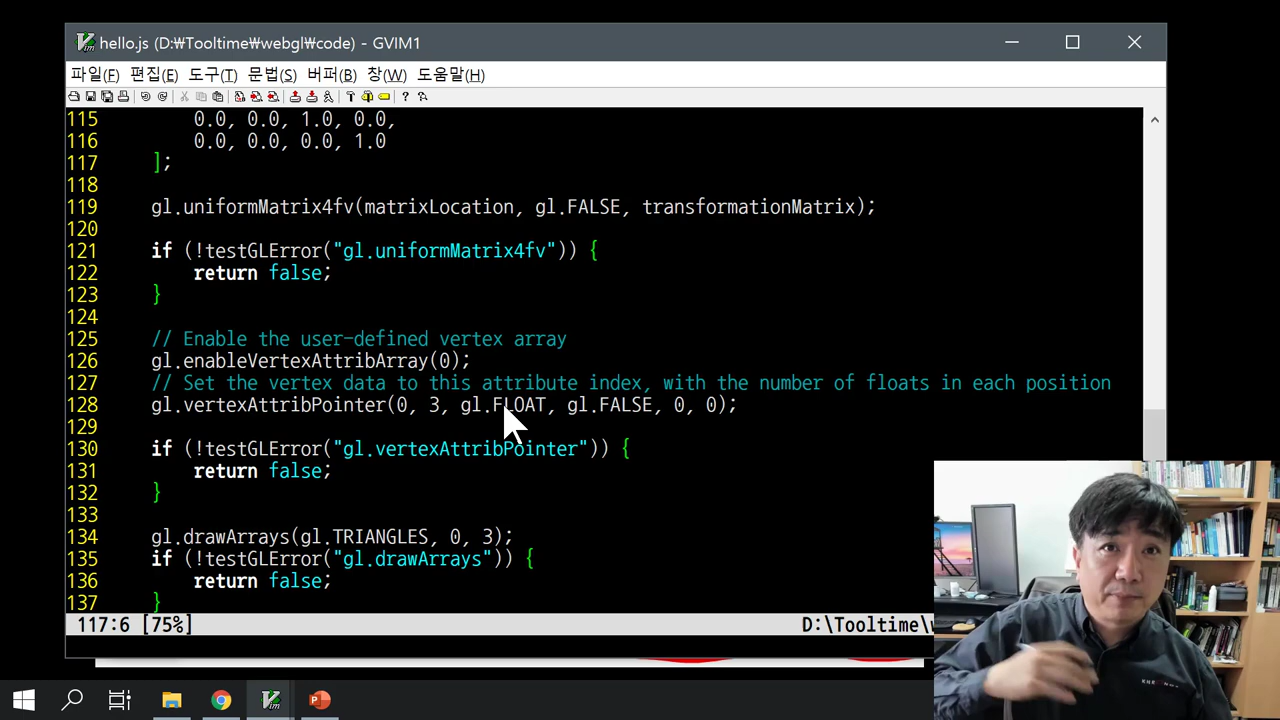 hello.js (D:₩Tooltime₩webgl₩code) - GVIM1
파일(F) 편집(E) 도구(T) 문법(S) 버퍼(B) 창(W) 도움말(H)
115 0.0, 0.0, 1.0, 0.0,
116 0.0, 0.0, 0.0, 1.0
117 ];
118
119 gl.uniformMatrix4fv(matrixLocation, gl.FALSE, transformationMatrix);
120
121 if (!testGLError("gl.uniformMatrix4fv")) {
122 return false;
123 }
124
125 // Enable the user-defined vertex array
126 gl.enableVertexAttribArray(0);
127 // Set the vertex data to this attribute index, with the number of floats in each position
128 gl.vertexAttribPointer(0, 3, gl.FLOAT, gl.FALSE, 0, 0);
129
130 if (!testGLError("gl.vertexAttribPointer")) {
131 return false;
132 }
133
134 gl.drawArrays(gl.TRIANGLES, 0, 3);
135 if (!testGLError("gl.drawArrays")) {
136 return false;
137 }
117:6 [75%] D:\Tooltime\